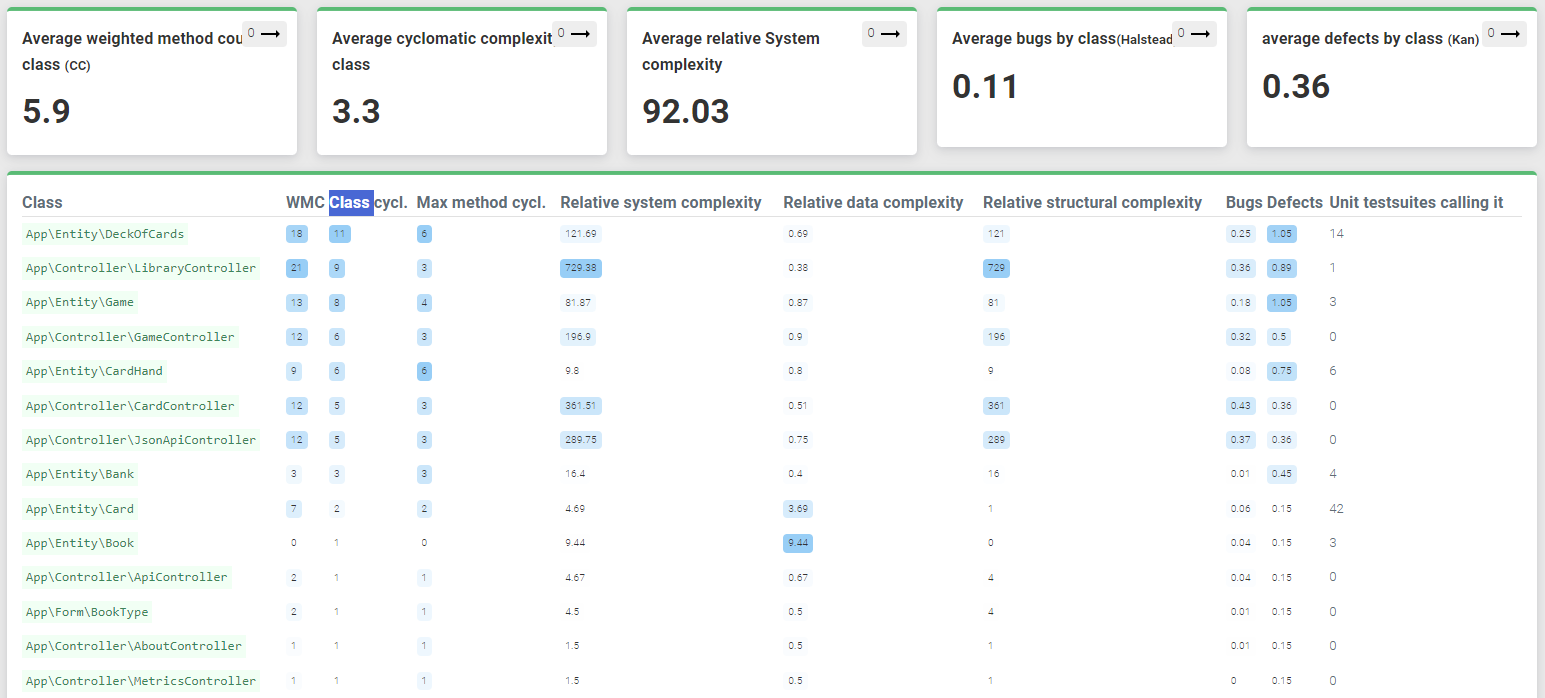 Average weighted method cou 0
class (CC)
5.9
Average cyclomatic complexit 0
class
3.3
Average relative System 0
complexity
92.03
Average bugs by class(Halstead 0
0.11
average defects by class (Kan) 0
0.36
Class WMC Class cycl. Max method cycl. Relative system complexity Relative data complexity Relative structural complexity Bugs Defects Unit testsuites calling it
App\Entity\DeckOfCards 18 11 6 121.69 0.69 121 0.25 1.05 14
App\Controller\LibraryController 21 9 3 729.38 0.38 729 0.36 0.89 1
App\Entity\Game 13 8 4 81.87 0.87 81 0.18 1.05 3
App\Controller\GameController 12 6 3 196.9 0.9 196 0.32 0.5 0
App\Entity\CardHand 9 6 6 9.8 0.8 9 0.08 0.75 6
App\Controller\CardController 12 5 3 361.51 0.51 361 0.43 0.36 0
App\Controller\JsonApiController 12 5 3 289.75 0.75 289 0.37 0.36 0
App\Entity\Bank 3 3 3 16.4 0.4 16 0.01 0.45 4
App\Entity\Card 7 2 2 4.69 3.69 1 0.06 0.15 42
App\Entity\Book 0 1 0 9.44 9.44 0 0.04 0.15 3
App\Controller\ApiController 2 1 1 4.67 0.67 4 0.04 0.15 0
App\Form\BookType 2 1 1 4.5 0.5 4 0.01 0.15 0
App\Controller\AboutController 1 1 1 1.5 0.5 1 0.01 0.15 0
App\Controller\MetricsController 1 1 1 1.5 0.5 1 0 0.15 0